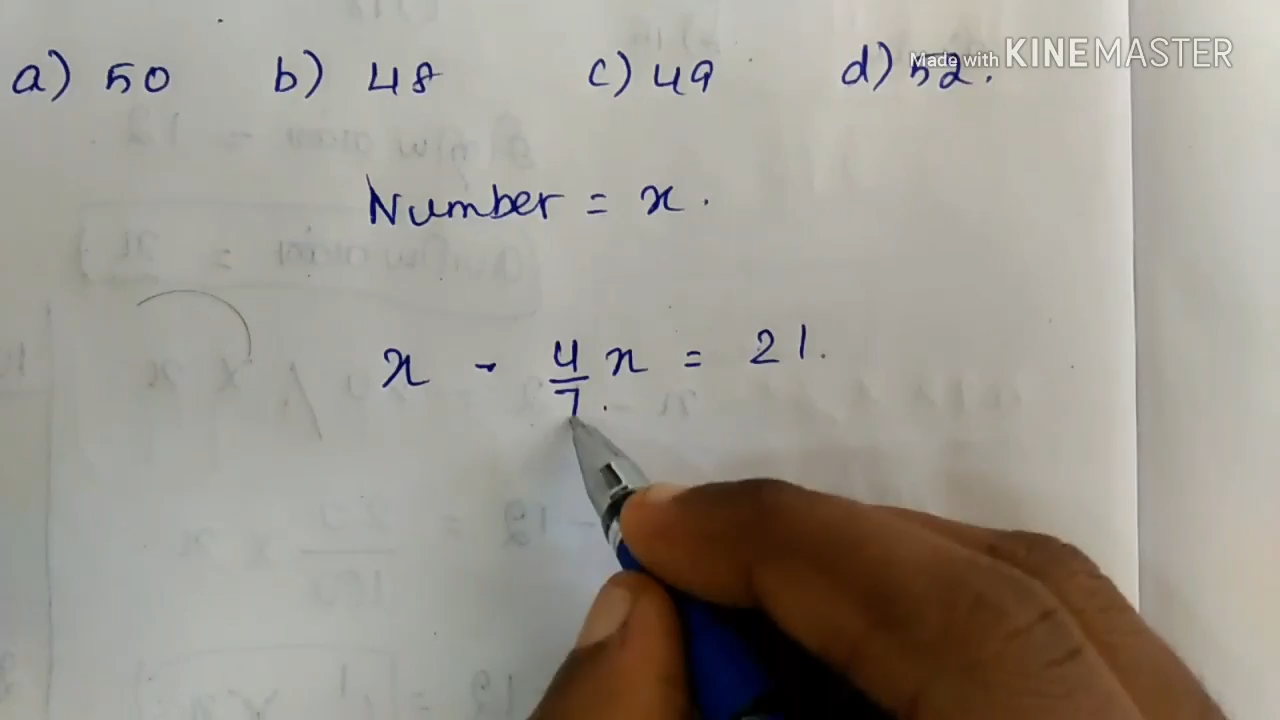 Made with KINEMASTER
a) 50 b) 48 c) 49 d) 52.
Number = x.
x - 4/7 x = 21.